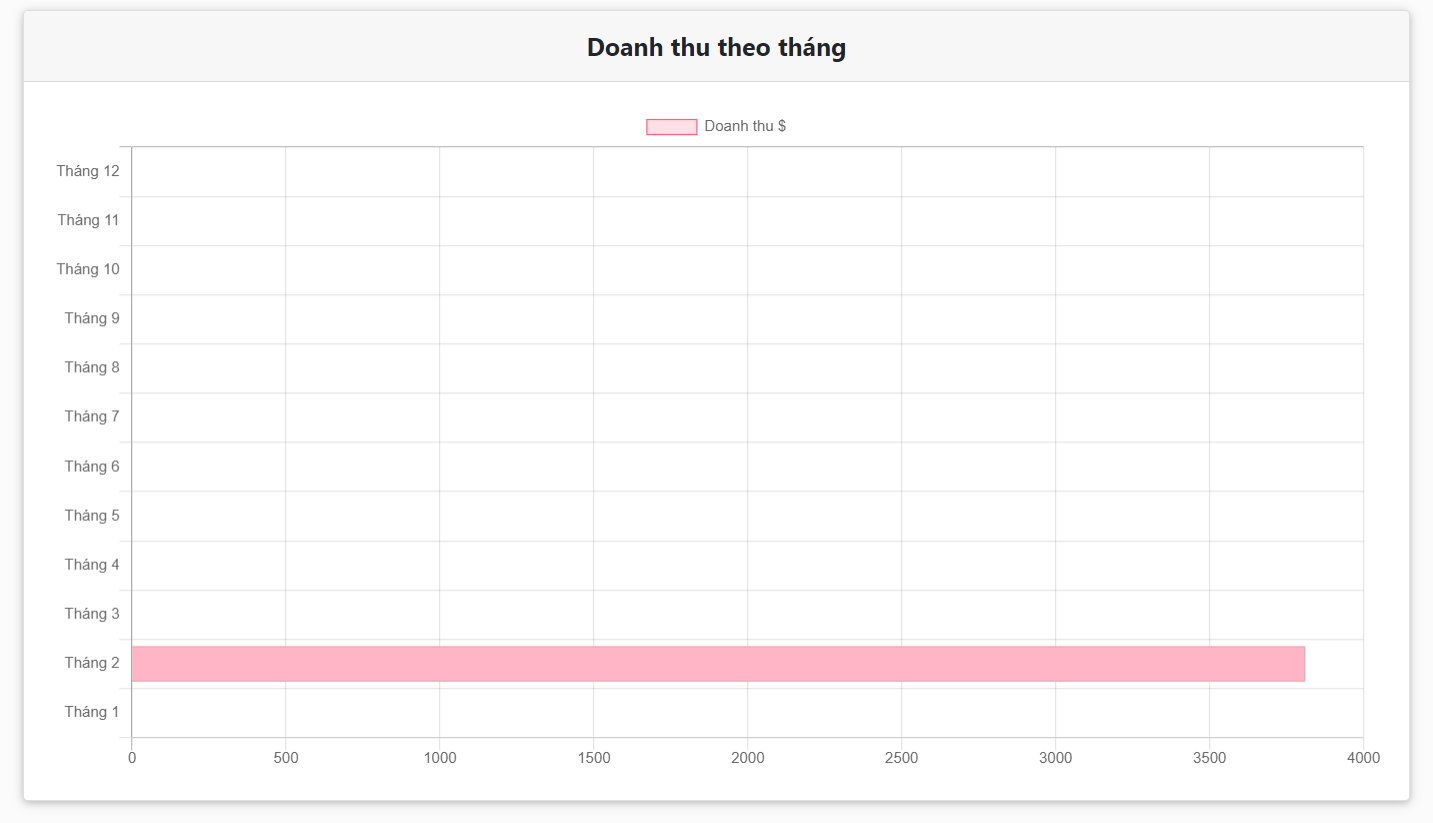 Doanh thu theo tháng
Doanh thu $
Tháng 12
Tháng 11
Tháng 10
Tháng 9
Tháng 8
Tháng 7
Tháng 6
Tháng 5
Tháng 4
Tháng 3
Tháng 2
Tháng 1
0 500 1000 1500 2000 2500 3000 3500 4000